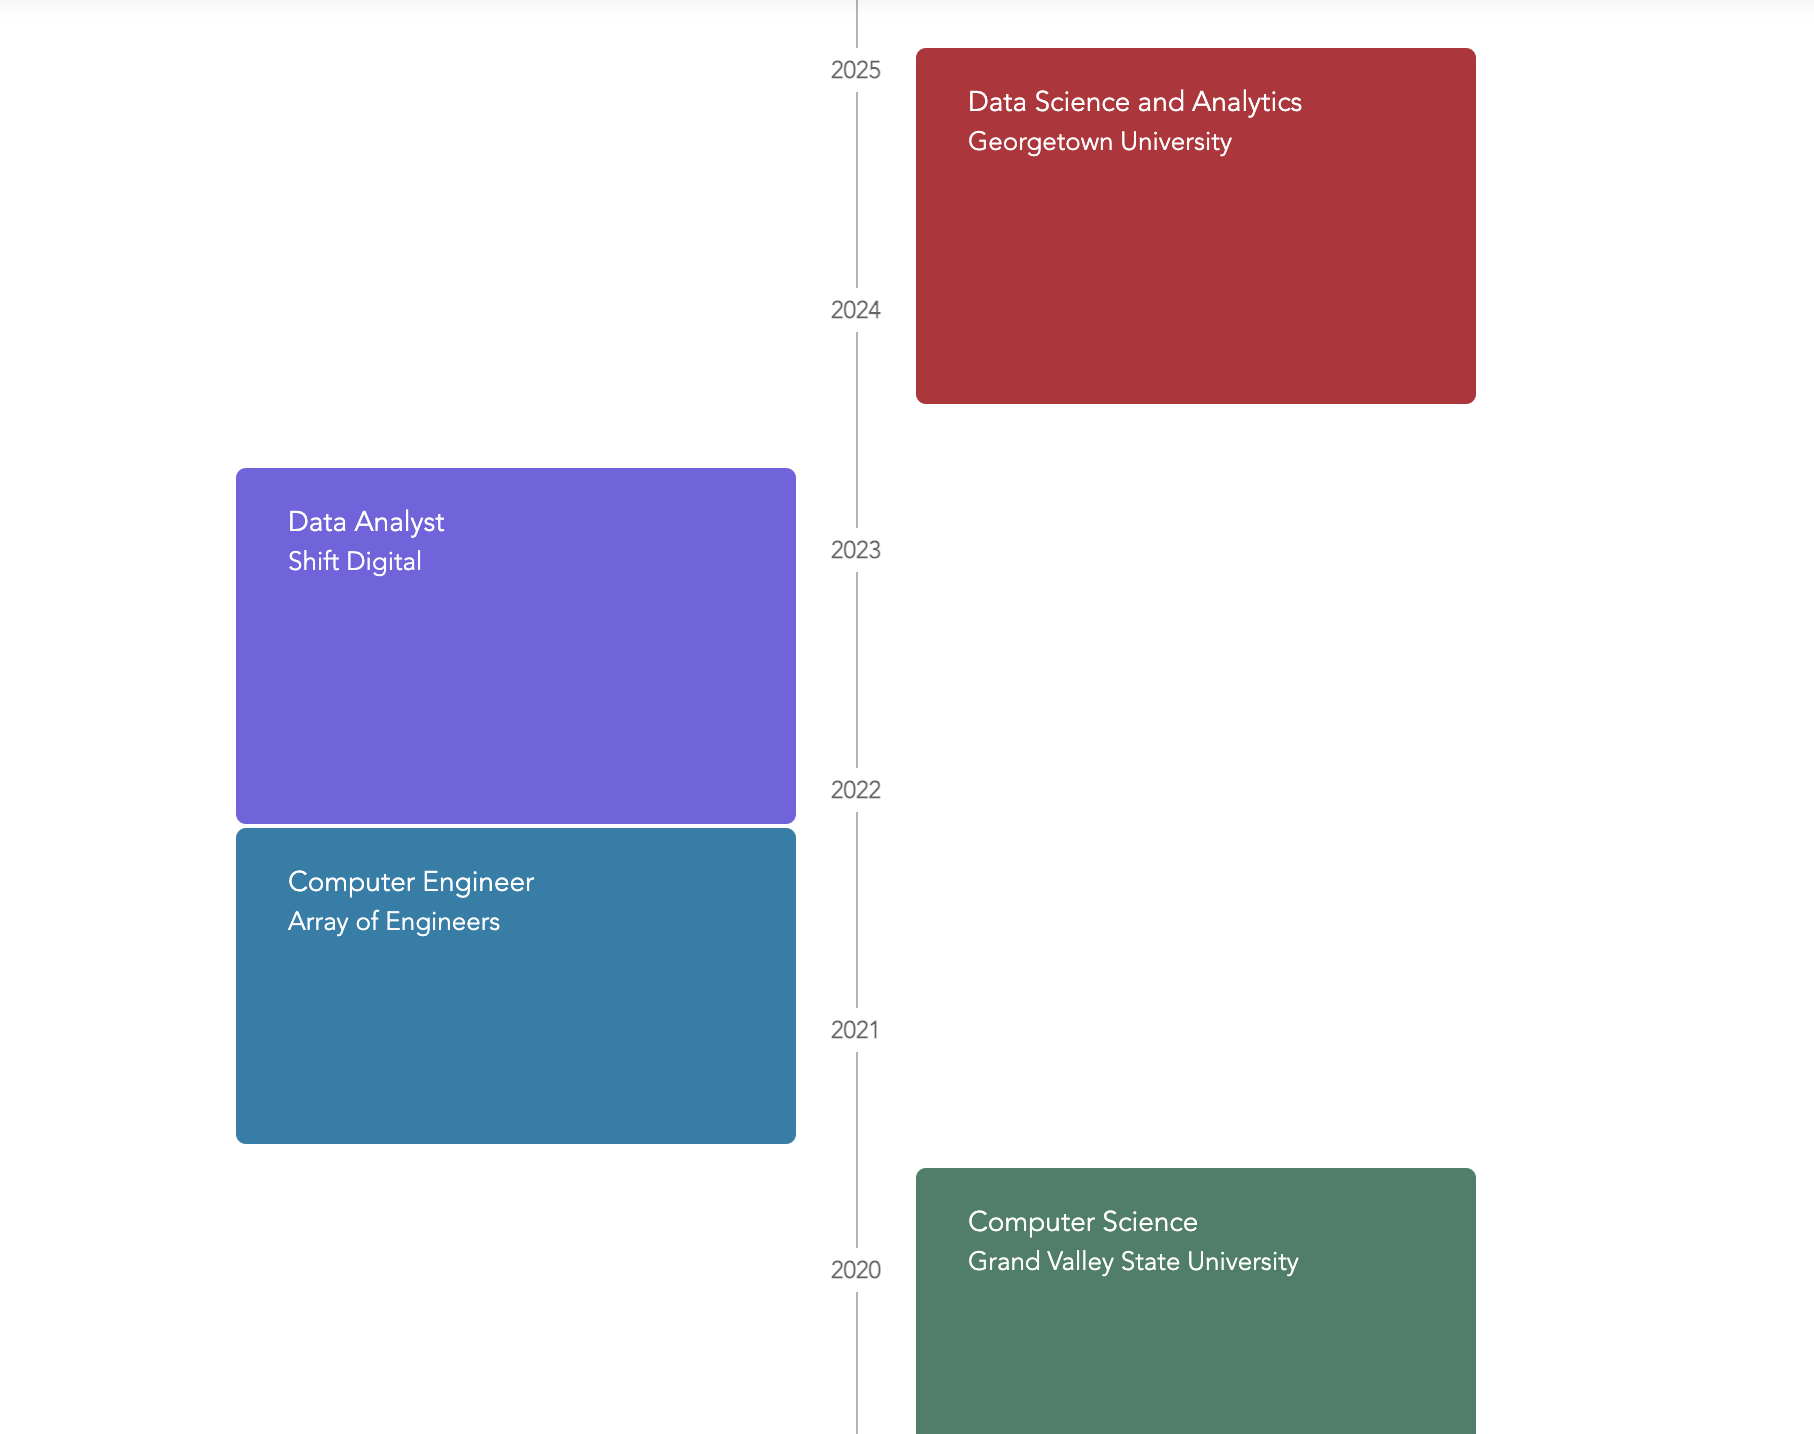 2025
Data Science and Analytics
Georgetown University
2024
Data Analyst
Shift Digital
2023
2022
Computer Engineer
Array of Engineers
2021
Computer Science
Grand Valley State University
2020